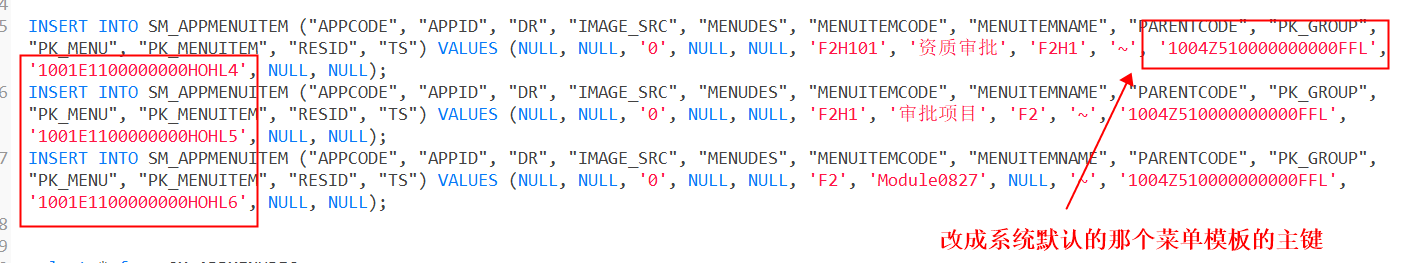 5 INSERT INTO SM_APPMENUITEM ("APPCODE", "APPID", "DR", "IMAGE_SRC", "MENUDES", "MENUITEMCODE", "MENUITEMNAME", "PARENTCODE", "PK_GROUP",
"PK_MENU", "PK_MENUITEM", "RESID", "TS") VALUES (NULL, NULL, '0', NULL, NULL, 'F2H101', '资质审批', 'F2H1', '~', '1004Z510000000000FFL',
'1001E1100000000HOHL4', NULL, NULL);
6 INSERT INTO SM_APPMENUITEM ("APPCODE", "APPID", "DR", "IMAGE_SRC", "MENUDES", "MENUITEMCODE", "MENUITEMNAME", "PARENTCODE", "PK_GROUP",
"PK_MENU", "PK_MENUITEM", "RESID", "TS") VALUES (NULL, NULL, '0', NULL, NULL, 'F2H1', '审批项目', 'F2', '~', '1004Z510000000000FFL',
'1001E1100000000HOHL5', NULL, NULL);
7 INSERT INTO SM_APPMENUITEM ("APPCODE", "APPID", "DR", "IMAGE_SRC", "MENUDES", "MENUITEMCODE", "MENUITEMNAME", "PARENTCODE", "PK_GROUP",
"PK_MENU", "PK_MENUITEM", "RESID", "TS") VALUES (NULL, NULL, '0', NULL, NULL, 'F2', 'Module0827', NULL, '~', '1004Z510000000000FFL',
'1001E1100000000HOHL6', NULL, NULL);
8
改成系统默认的那个菜单模板的主键
9